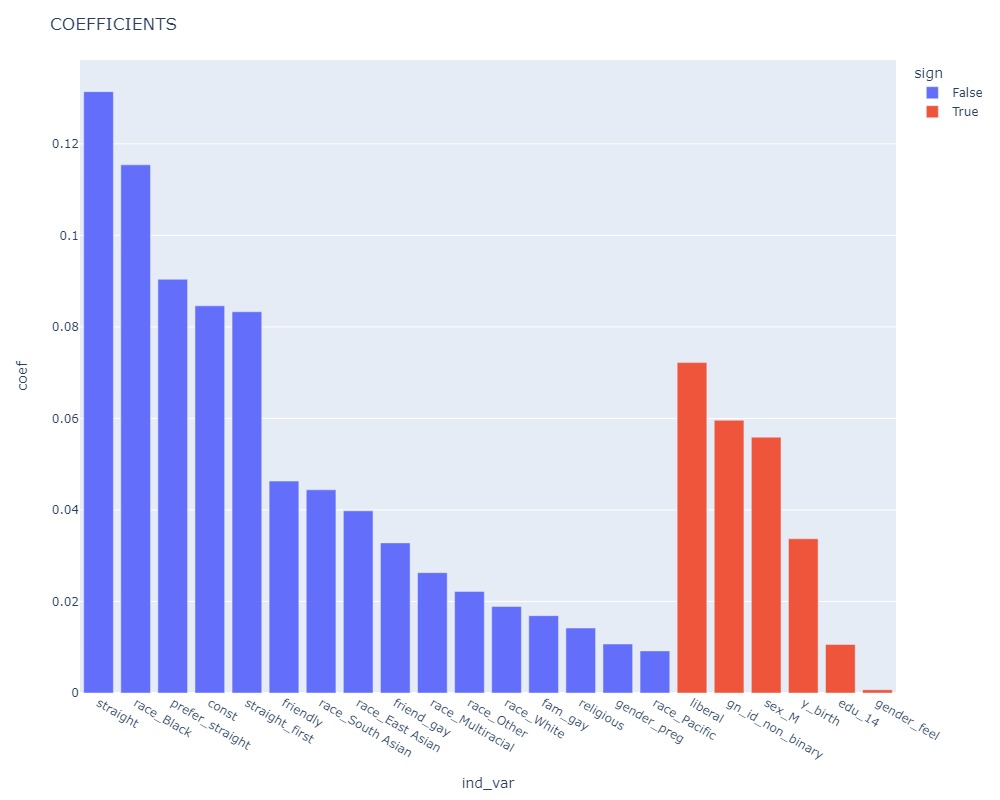 COEFFICIENTS
sign
False
True
coef
0.12
0.1
0.08
0.06
0.04
0.02
0
straight
race_Black
prefer_straight
const
straight_first
friendly
race_South Asian
race_East Asian
friend_gay
race_Multiracial
race_Other
race_White
fam_gay
religious
gender_preg
race_Pacific
liberal
gn_id_non_binary
sex_M
y_birth
edu_14
gender_feel
ind_var